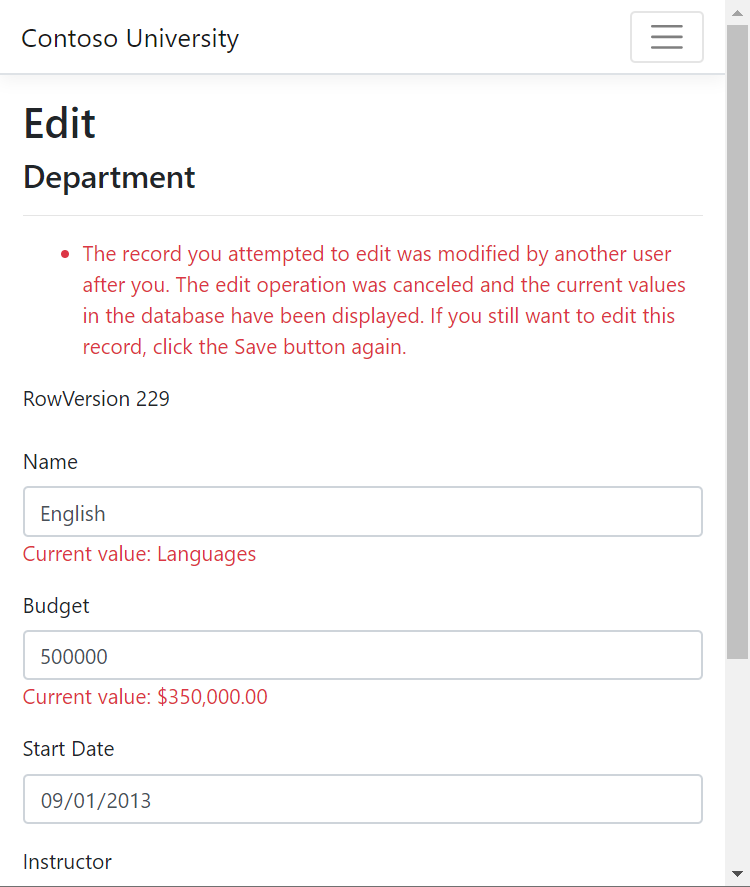 Contoso University
Edit
Department
• The record you attempted to edit was modified by another user
after you. The edit operation was canceled and the current values
in the database have been displayed. If you still want to edit this
record, click the Save button again.
RowVersion 229
Name
English
Current value: Languages
Budget
500000
Current value: $350,000.00
Start Date
09/01/2013
Instructor